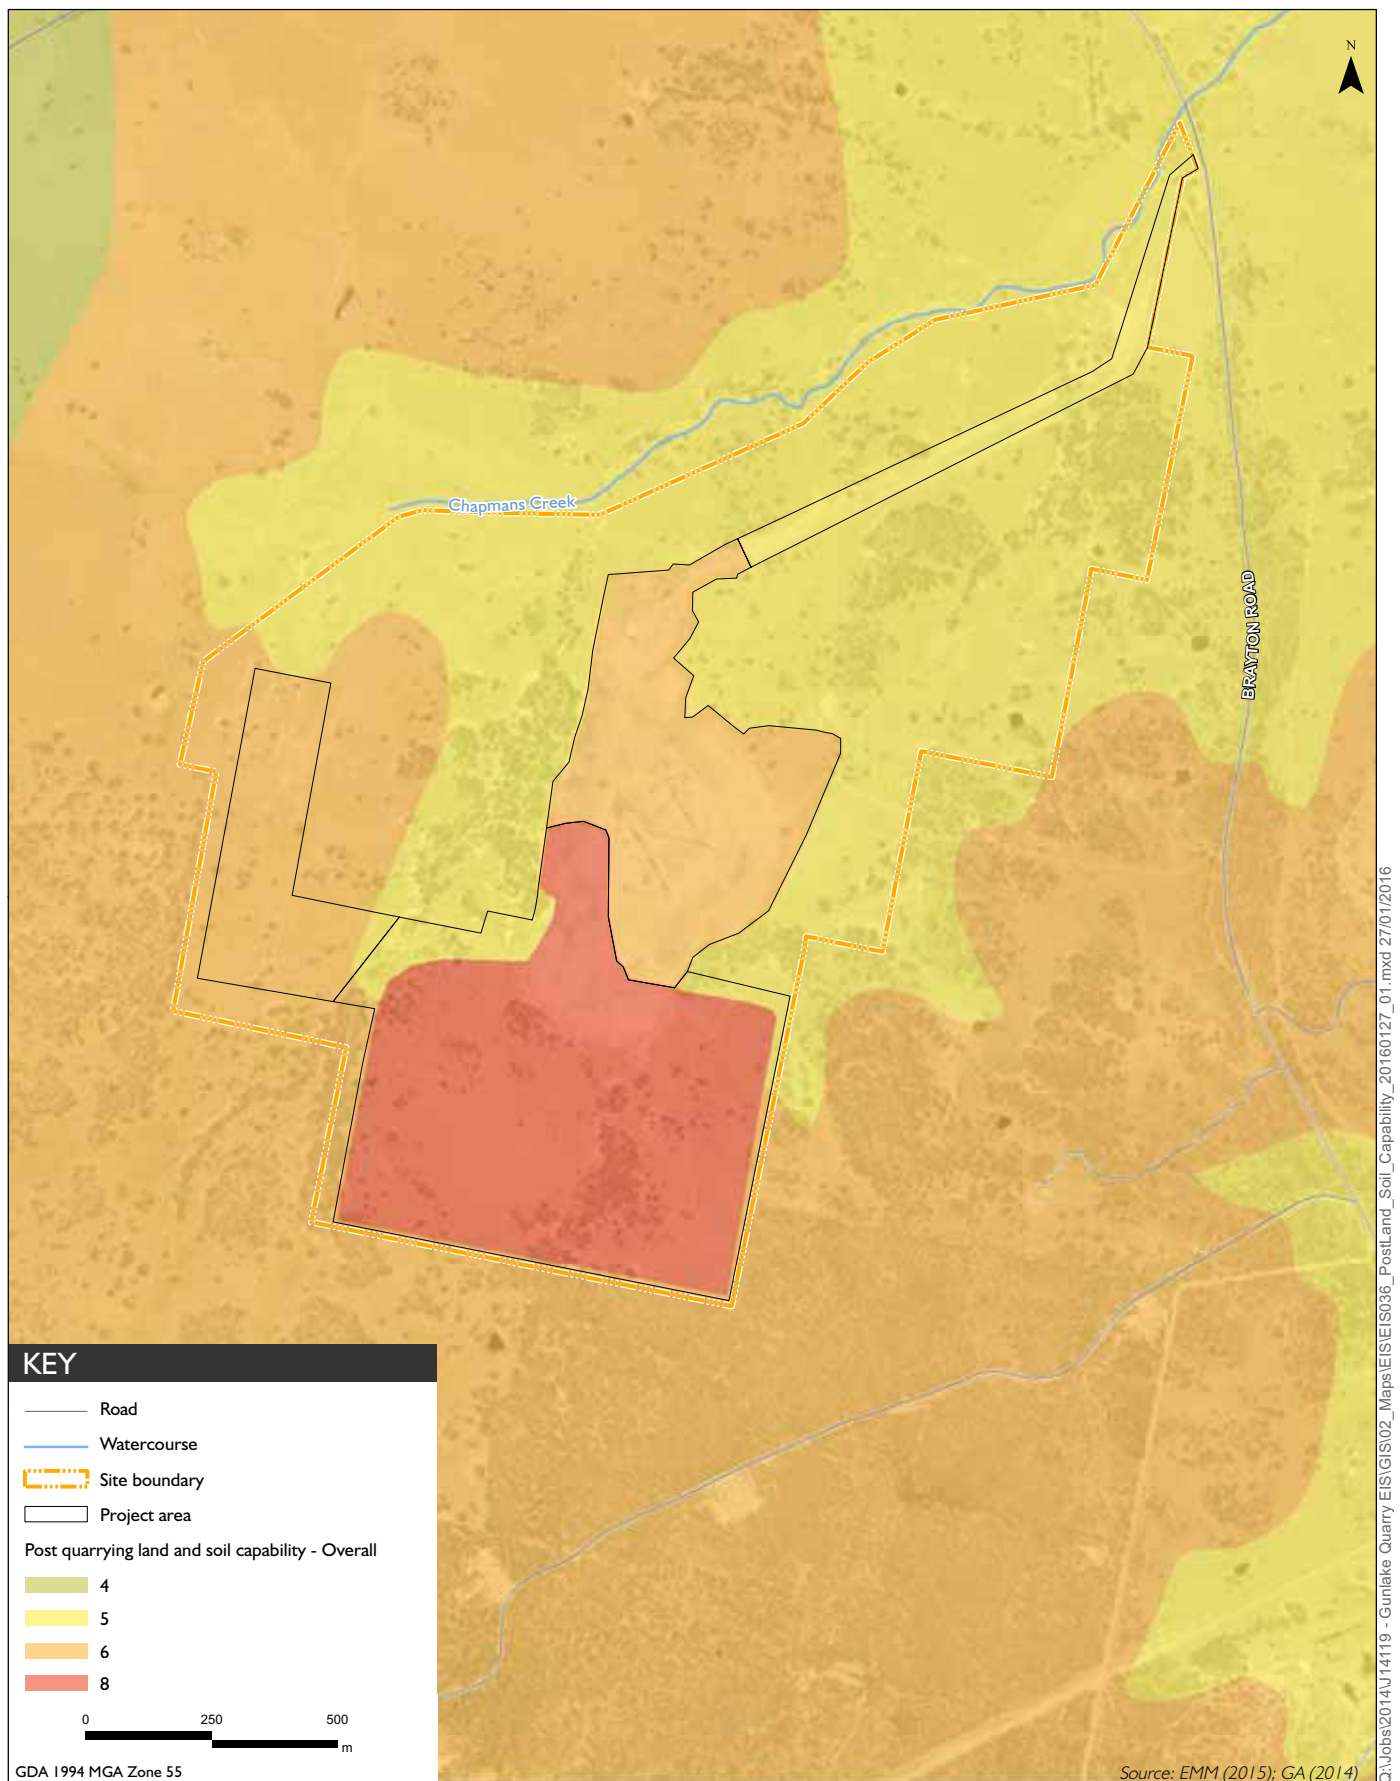 N
Chapmans Creek
BRAYTON ROAD
KEY
Road
Watercourse
Site boundary
Project area
Post quarrying land and soil capability - Overall
4
5
6
8
0 250 500
m
GDA 1994 MGA Zone 55
Source: EMM (2015); GA (2014)
Q:\Jobs\2014\J14119 - Gunlake Quarry EIS\GIS\02_Maps\EIS\EIS036_PostLand_Soil_Capability_20160127_01.mxd 27/01/2016